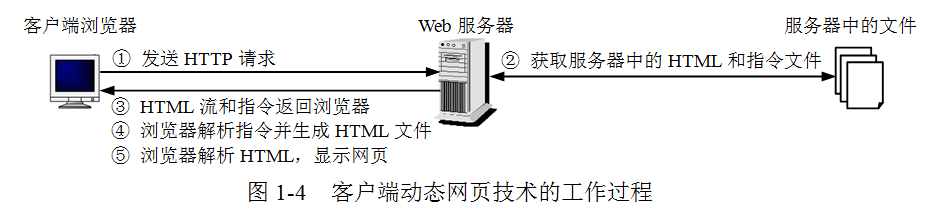 客户端浏览器
Web 服务器
服务器中的文件
① 发送 HTTP 请求
② 获取服务器中的 HTML 和指令文件
③ HTML 流和指令返回浏览器
④ 浏览器解析指令并生成 HTML 文件
⑤ 浏览器解析 HTML，显示网页
图 1-4 客户端动态网页技术的工作过程